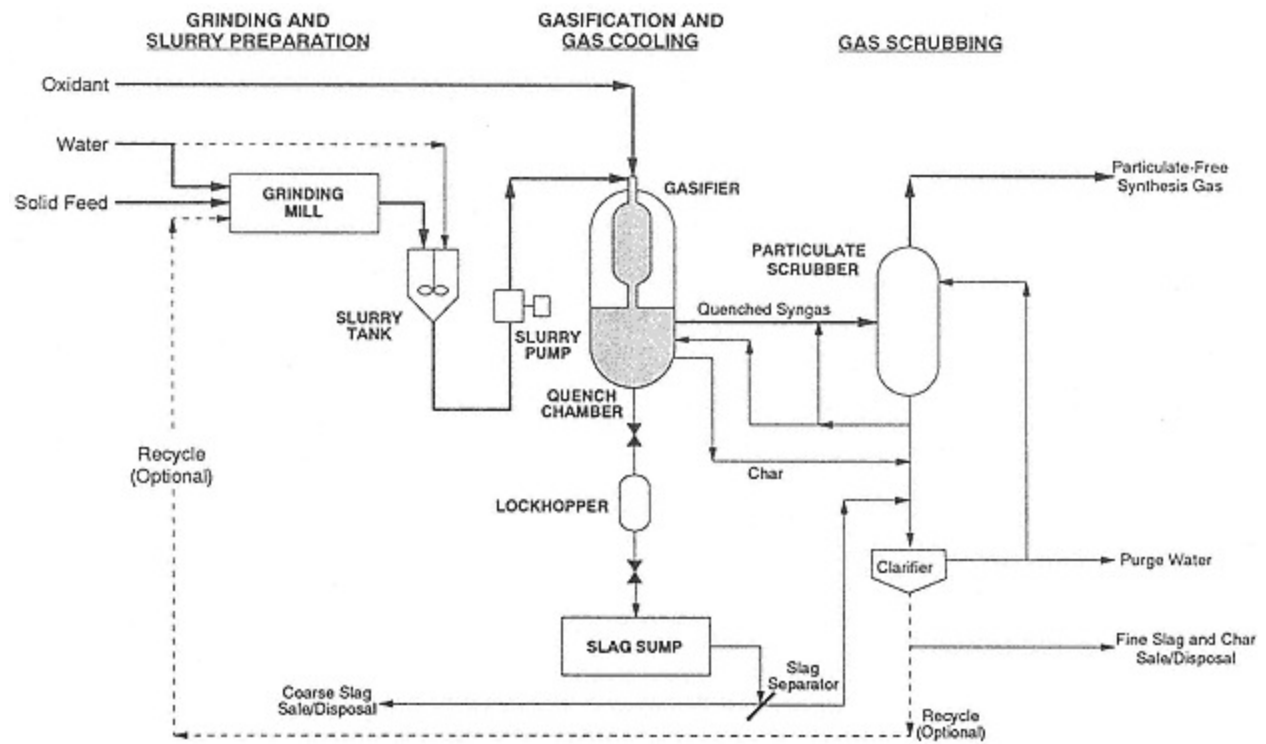 GRINDING AND
SLURRY PREPARATION
GASIFICATION AND
GAS COOLING
GAS SCRUBBING
Oxidant
Water
Solid Feed
GRINDING
MILL
GASIFIER
Particulate-Free
Synthesis Gas
PARTICULATE
SCRUBBER
SLURRY
TANK
SLURRY
PUMP
Quenched Syngas
QUENCH
CHAMBER
Recycle
(Optional)
Char
LOCKHOPPER
Clarifier
Purge Water
SLAG SUMP
Slag
Separator
Fine Slag and Char
Sale/Disposal
Coarse Slag
Sale/Disposal
Recycle
(Optional)